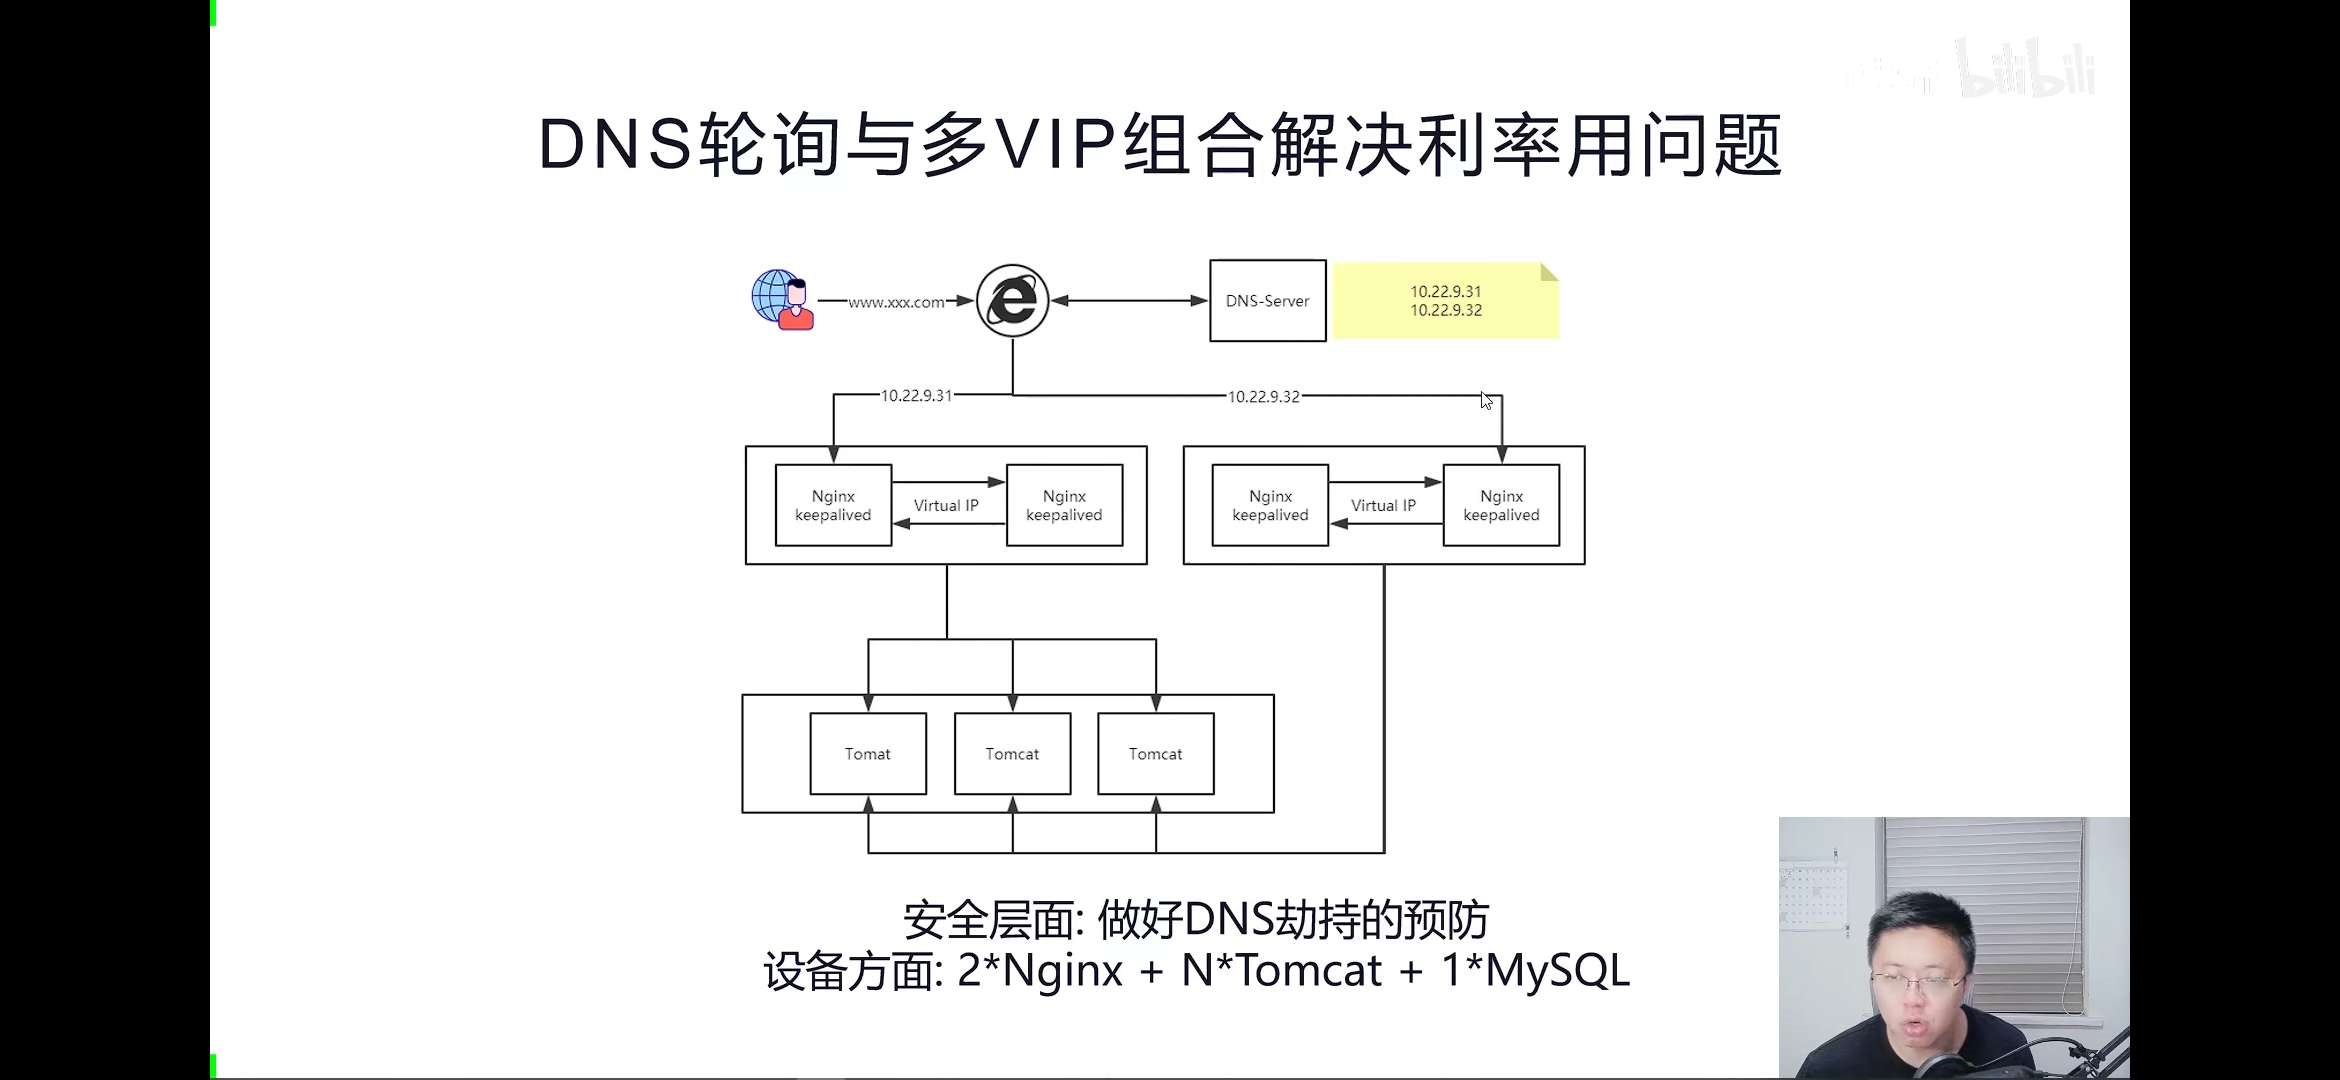 bilibili
DNS轮询与多VIP组合解决利率用问题
www.xxx.com
DNS-Server
10.22.9.31
10.22.9.32
10.22.9.31
10.22.9.32
Nginx
keepalived
Virtual IP
Nginx
keepalived
Nginx
keepalived
Virtual IP
Nginx
keepalived
Tomat
Tomcat
Tomcat
安全层面: 做好DNS劫持的预防
设备方面: 2*Nginx + N*Tomcat + 1*MySQL